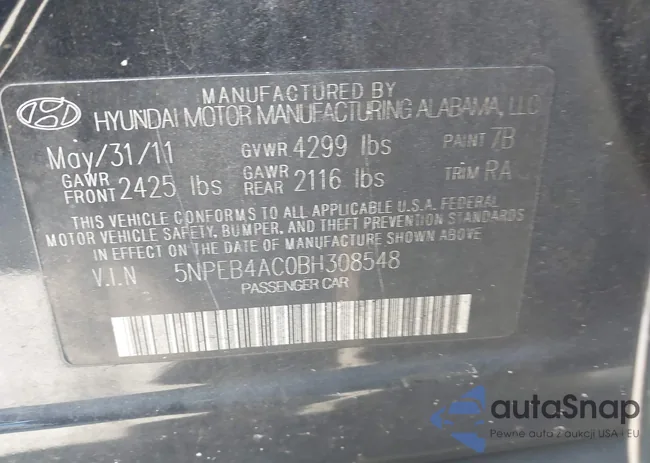 MANUFACTURED BY
HYUNDAI MOTOR MANUFACTURING ALABAMA, LLC
May/31/11 GVWR 4299 lbs PAINT 7B
GAWR FRONT 2425 lbs GAWR REAR 2116 lbs TRIM RA
THIS VEHICLE CONFORMS TO ALL APPLICABLE U.S.A. FEDERAL
MOTOR VEHICLE SAFETY, BUMPER, AND THEFT PREVENTION STANDARDS
IN EFFECT ON THE DATE OF MANUFACTURE SHOWN ABOVE.
V.I.N 5NPEB4AC0BH308548
PASSENGER CAR
autaSnap
Pewne auto z aukcji USA i EU